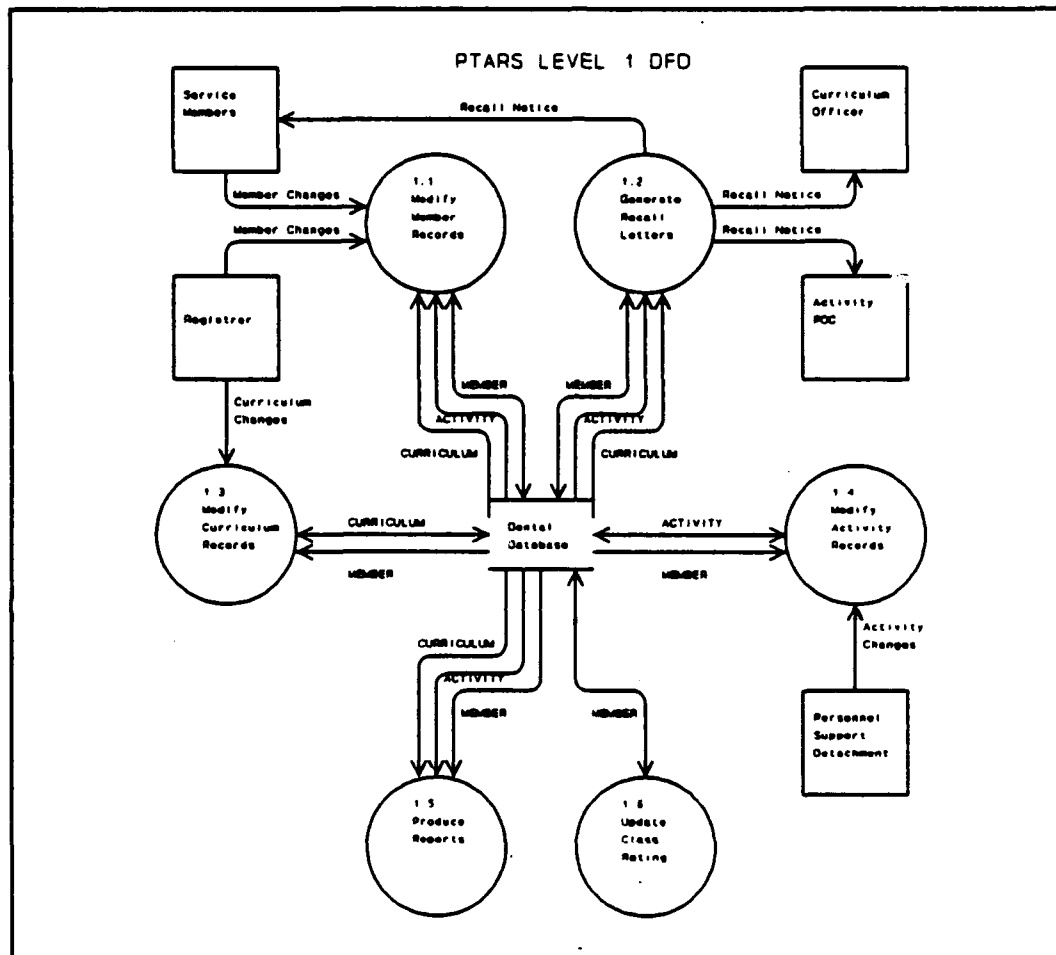 PTARS LEVEL 1 DFD
Service
Members
Recall Notice
Curriculum
Officer
Member Changes
1.1
Modify
Member
Records
1.2
Generate
Recall
Letters
Recall Notice
Member Changes
Recall Notice
Registrar
Activity
POC
Curriculum
Changes
MEMBER
ACTIVITY
CURRICULUM
MEMBER
ACTIVITY
CURRICULUM
1.3
Modify
Curriculum
Records
CURRICULUM
MEMBER
Dental
Database
ACTIVITY
MEMBER
1.4
Modify
Activity
Records
Activity
Changes
CURRICULUM
ACTIVITY
MEMBER
MEMBER
Personnel
Support
Detachment
1.5
Produce
Reports
1.6
Update
Class
Rating